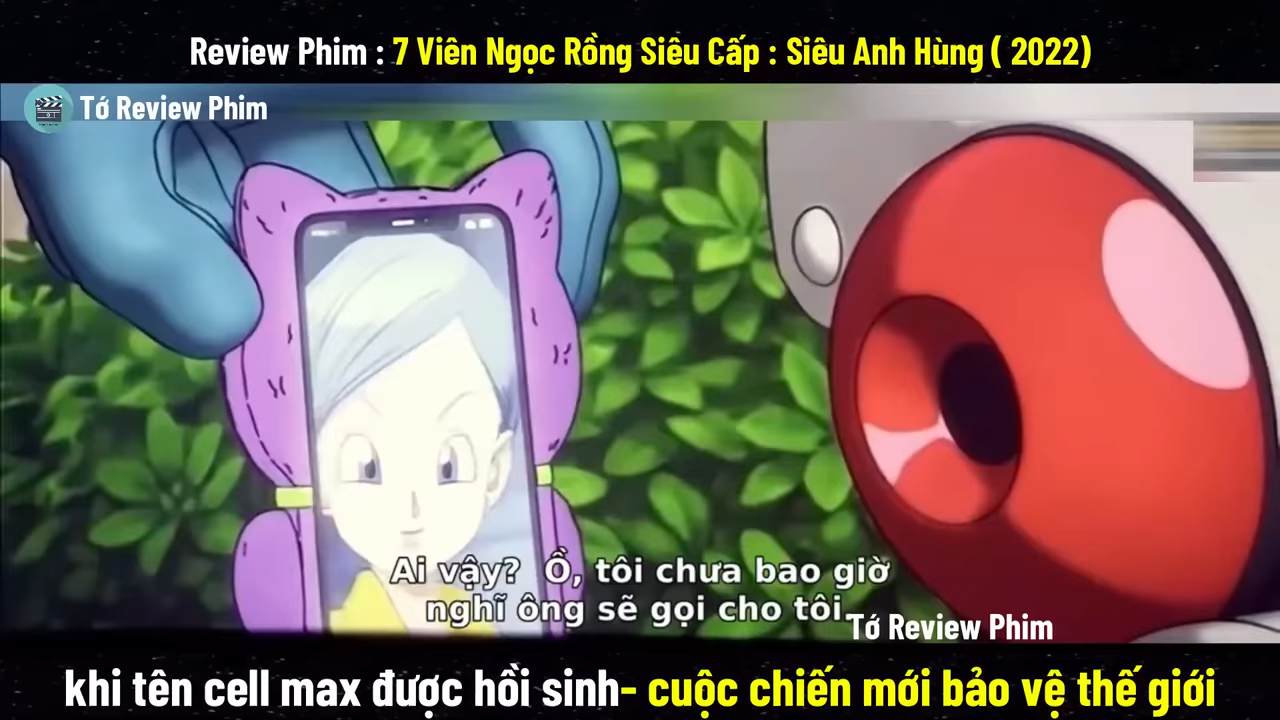 Review Phim : 7 Viên Ngọc Rồng Siêu Cấp : Siêu Anh Hùng ( 2022)
Tớ Review Phim
Ai vậy? Ồ, tôi chưa bao giờ
nghĩ ông sẽ gọi cho tôi.
Tớ Review Phim
khi tên cell max được hồi sinh- cuộc chiến mới bảo vệ thế giới